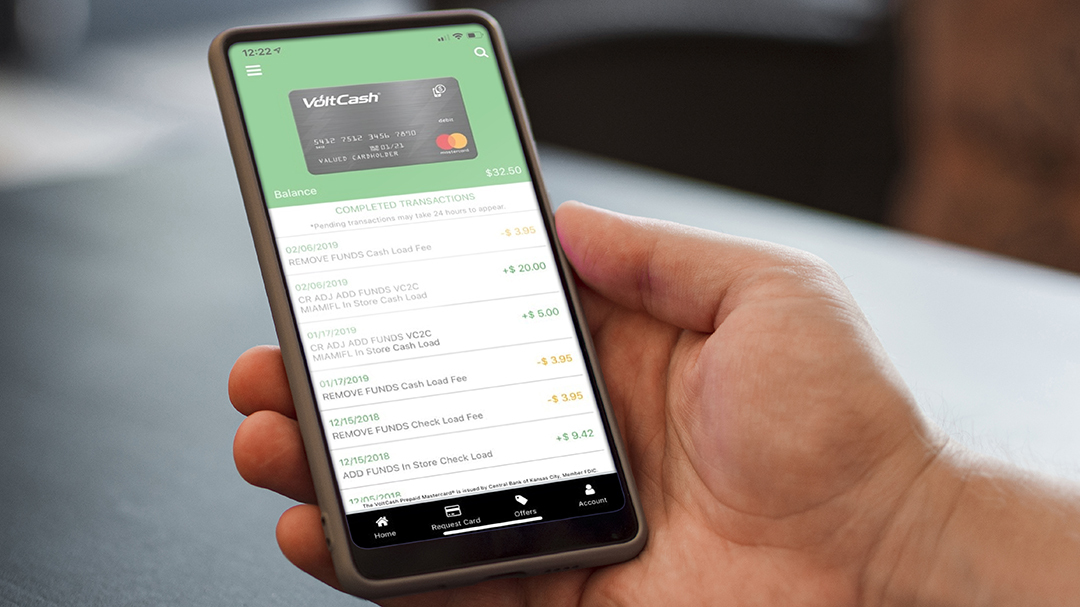 12:22
VoltCash
debit
5412 7512 3456 7890
01/21
VALUED CARDHOLDER
mastercard
Balance
$32.50
COMPLETED TRANSACTIONS
*Pending transactions may take 24 hours to appear.
02/06/2019
-$ 3.95
REMOVE FUNDS Cash Load Fee
02/06/2019
+$ 20.00
CR ADJ ADD FUNDS VC2C
MIAMIFL In Store Cash Load
01/17/2019
+$ 5.00
CR ADJ ADD FUNDS VC2C
MIAMIFL In Store Cash Load
01/17/2019
-$ 3.95
REMOVE FUNDS Cash Load Fee
12/15/2018
-$ 3.95
REMOVE FUNDS Check Load Fee
12/15/2018
+$ 9.42
ADD FUNDS In Store Check Load
12/05/2018
The VoltCash Prepaid Mastercard® is issued by Central Bank of Kansas City, Member FDIC.
Home
Request Card
Offers
Account